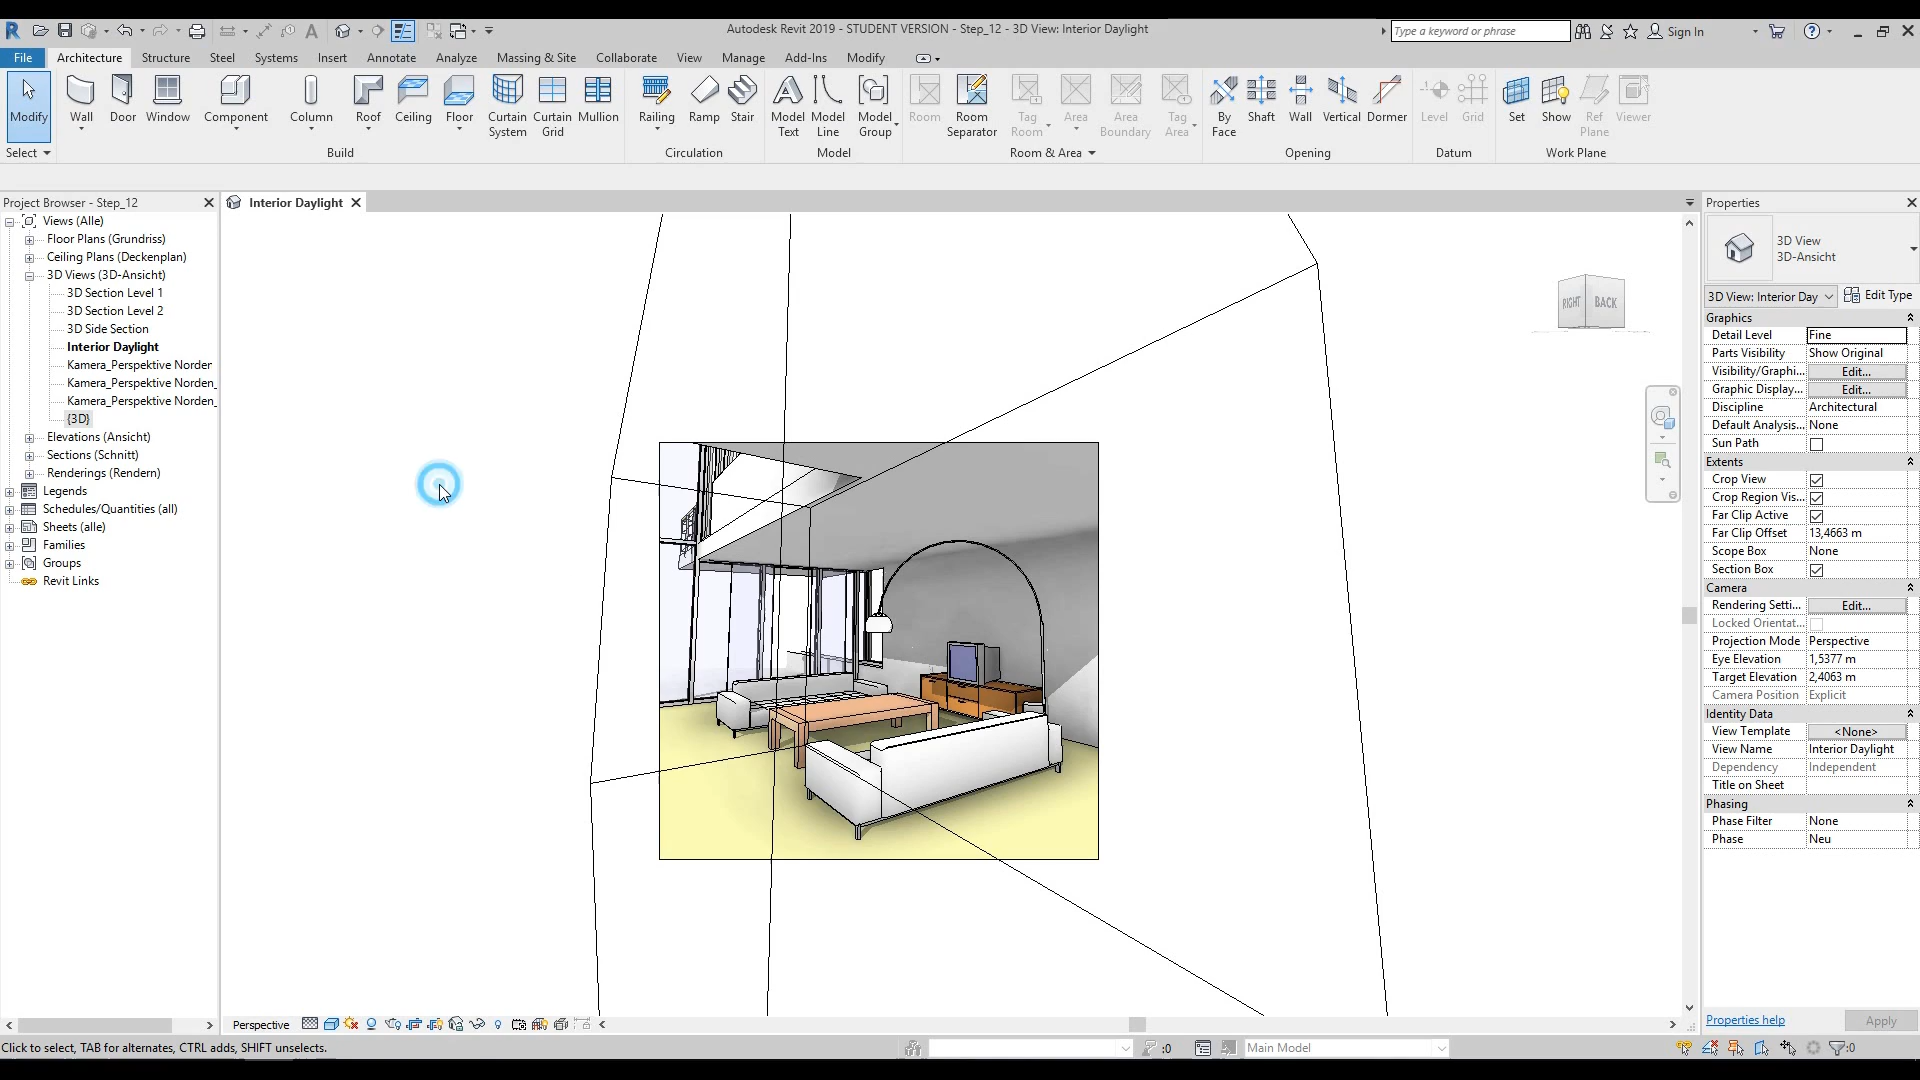 Autodesk Revit 2019 - STUDENT VERSION - Step_12 - 3D View: Interior Daylight
Type a keyword or phrase
Sign In
File Architecture Structure Steel Systems Insert Annotate Analyze Massing & Site Collaborate View Manage Add-Ins Modify
Modify
Wall
Door
Window
Component
Column
Roof
Ceiling
Floor
Curtain System
Curtain Grid
Mullion
Railing
Ramp
Stair
Model Text
Model Line
Model Group
Room
Room Separator
Tag Room
Area
Area Boundary
Tag Area
By Face
Shaft
Wall
Vertical
Dormer
Level
Grid
Set
Show
Ref Plane
Viewer
Select
Build
Circulation
Model
Room & Area
Opening
Datum
Work Plane
Project Browser - Step_12
Views (Alle)
Floor Plans (Grundriss)
Ceiling Plans (Deckenplan)
3D Views (3D-Ansicht)
3D Section Level 1
3D Section Level 2
3D Side Section
Interior Daylight
Kamera_Perspektive Norden
Kamera_Perspektive Norden_
Kamera_Perspektive Norden_
{3D}
Elevations (Ansicht)
Sections (Schnitt)
Renderings (Rendern)
Legends
Schedules/Quantities (all)
Sheets (alle)
Families
Groups
Revit Links
Interior Daylight
RIGHT
BACK
Properties
3D View
3D-Ansicht
3D View: Interior Day
Edit Type
Graphics
Detail Level Fine
Parts Visibility Show Original
Visibility/Graphi... Edit...
Graphic Display... Edit...
Discipline Architectural
Default Analysis... None
Sun Path
Extents
Crop View
Crop Region Vis...
Far Clip Active
Far Clip Offset 13,4663 m
Scope Box None
Section Box
Camera
Rendering Setti... Edit...
Locked Orientat...
Projection Mode Perspective
Eye Elevation 1,5377 m
Target Elevation 2,4063 m
Camera Position Explicit
Identity Data
View Template <None>
View Name Interior Daylight
Dependency Independent
Title on Sheet
Phasing
Phase Filter None
Phase Neu
Properties help
Apply
Perspective
Click to select, TAB for alternates, CTRL adds, SHIFT unselects.
:0
Main Model
:0